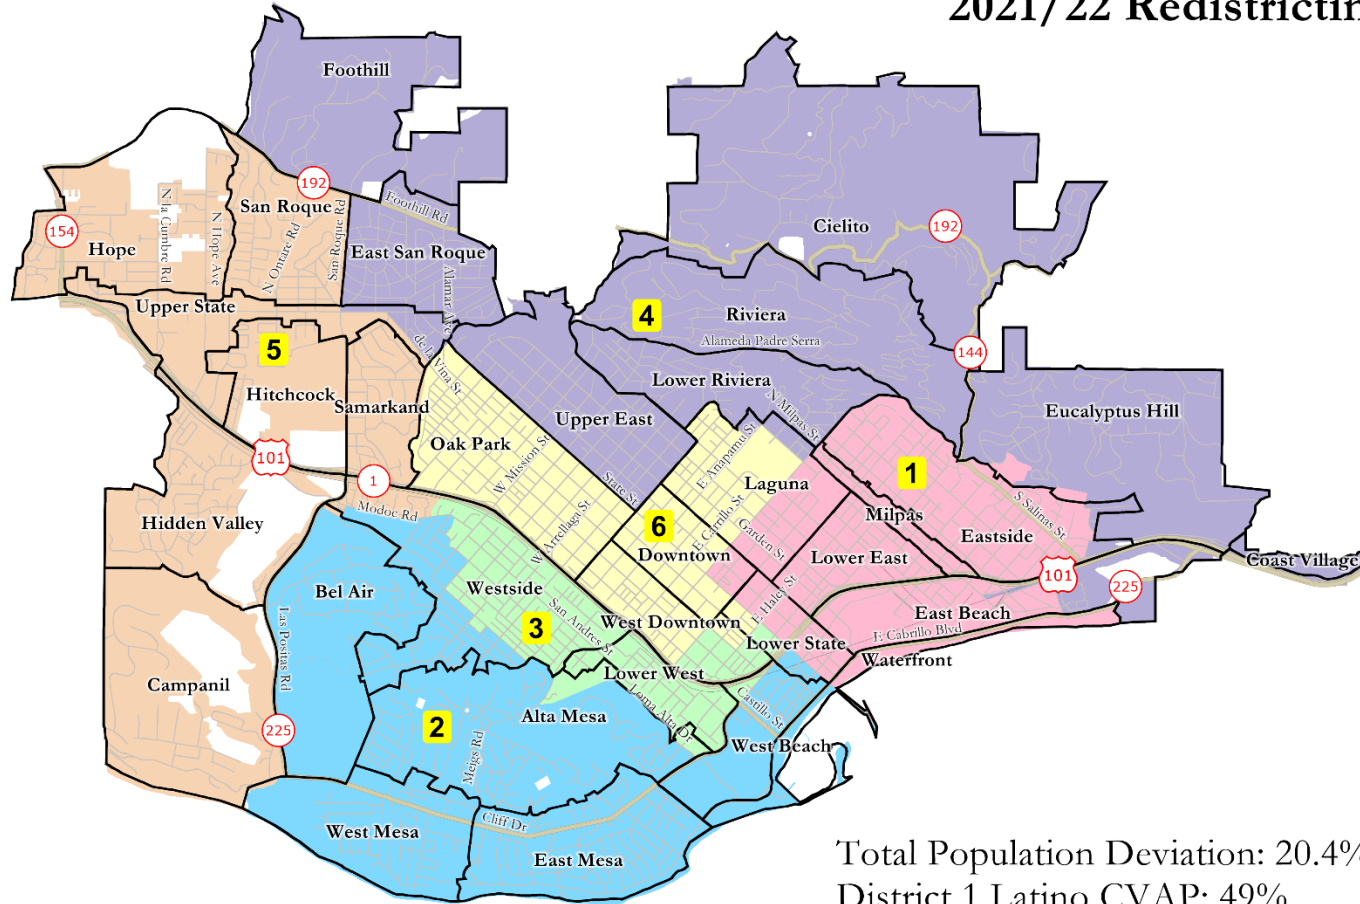 2021/22 Redistrictin
Foothill
192
San Roque
Foothill Rd
N la Cumbre Rd
N Hope Ave
N Ontare Rd
San Roque Rd
154
Hope
East San Roque
Alamar Ave
Cielito
192
Upper State
4
Riviera
Alameda Padre Serra
5
de la Vina St
144
Hitchcock
Samarkand
Lower Riviera
N Milpas St
Upper East
Eucalyptus Hill
Oak Park
W Mission St
E Anapamu St
101
1
State St
Laguna
1
Modoc Rd
Hidden Valley
W Arrellaga St
6
E Carrillo St
Garden St
Milpas
S Salinas St
Eastside
Downtown
Lower East
Coast Village
101
225
Bel Air
Westside
San Andres St
E Haley St
East Beach
Las Positas Rd
3
West Downtown
E Cabrillo Blvd
Lower State
Waterfront
Campanil
Lower West
Loma Alta Dr
Castillo St
225
2
Alta Mesa
Meigs Rd
West Beach
West Mesa
Cliff Dr
East Mesa
Total Population Deviation: 20.4%
District 1 Latino CVAP: 49%